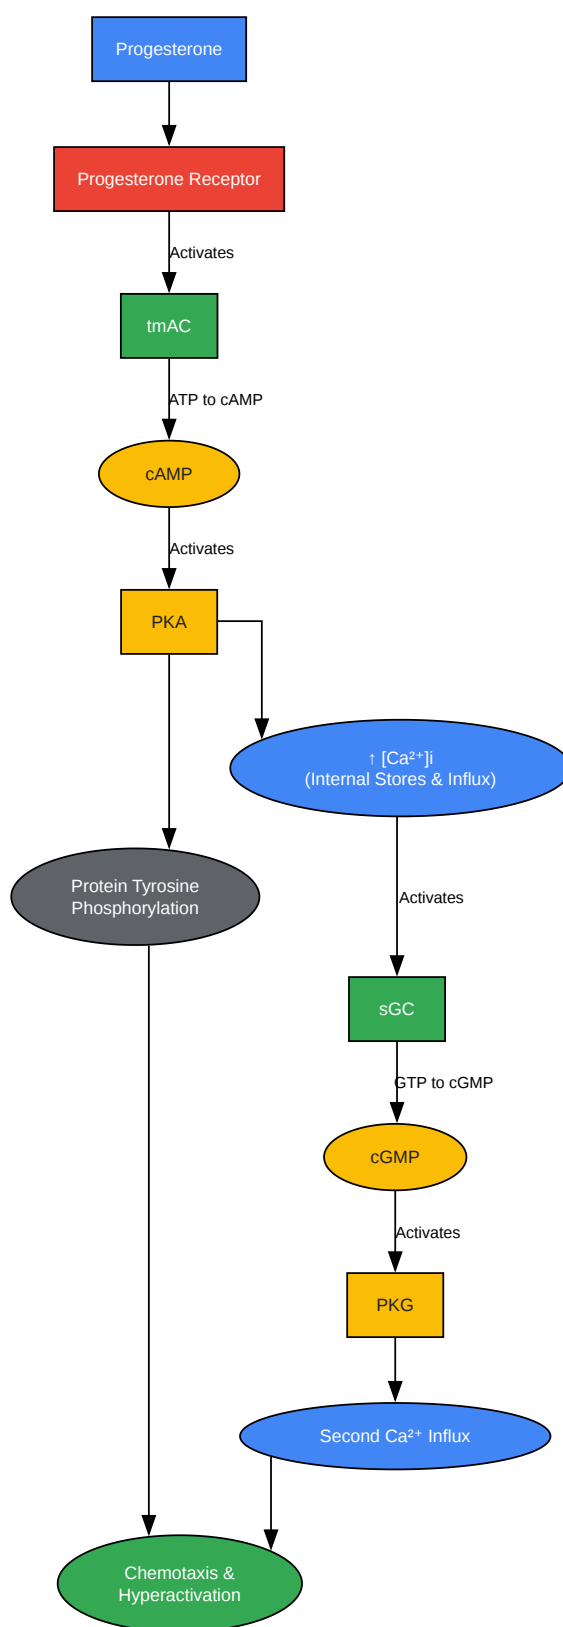 Progesterone
Progesterone Receptor
Activates
tmAC
ATP to cAMP
cAMP
Activates
PKA
↑ [Ca²⁺]i
(Internal Stores & Influx)
Protein Tyrosine
Phosphorylation
Activates
sGC
GTP to cGMP
cGMP
Activates
PKG
Second Ca²⁺ Influx
Chemotaxis &
Hyperactivation